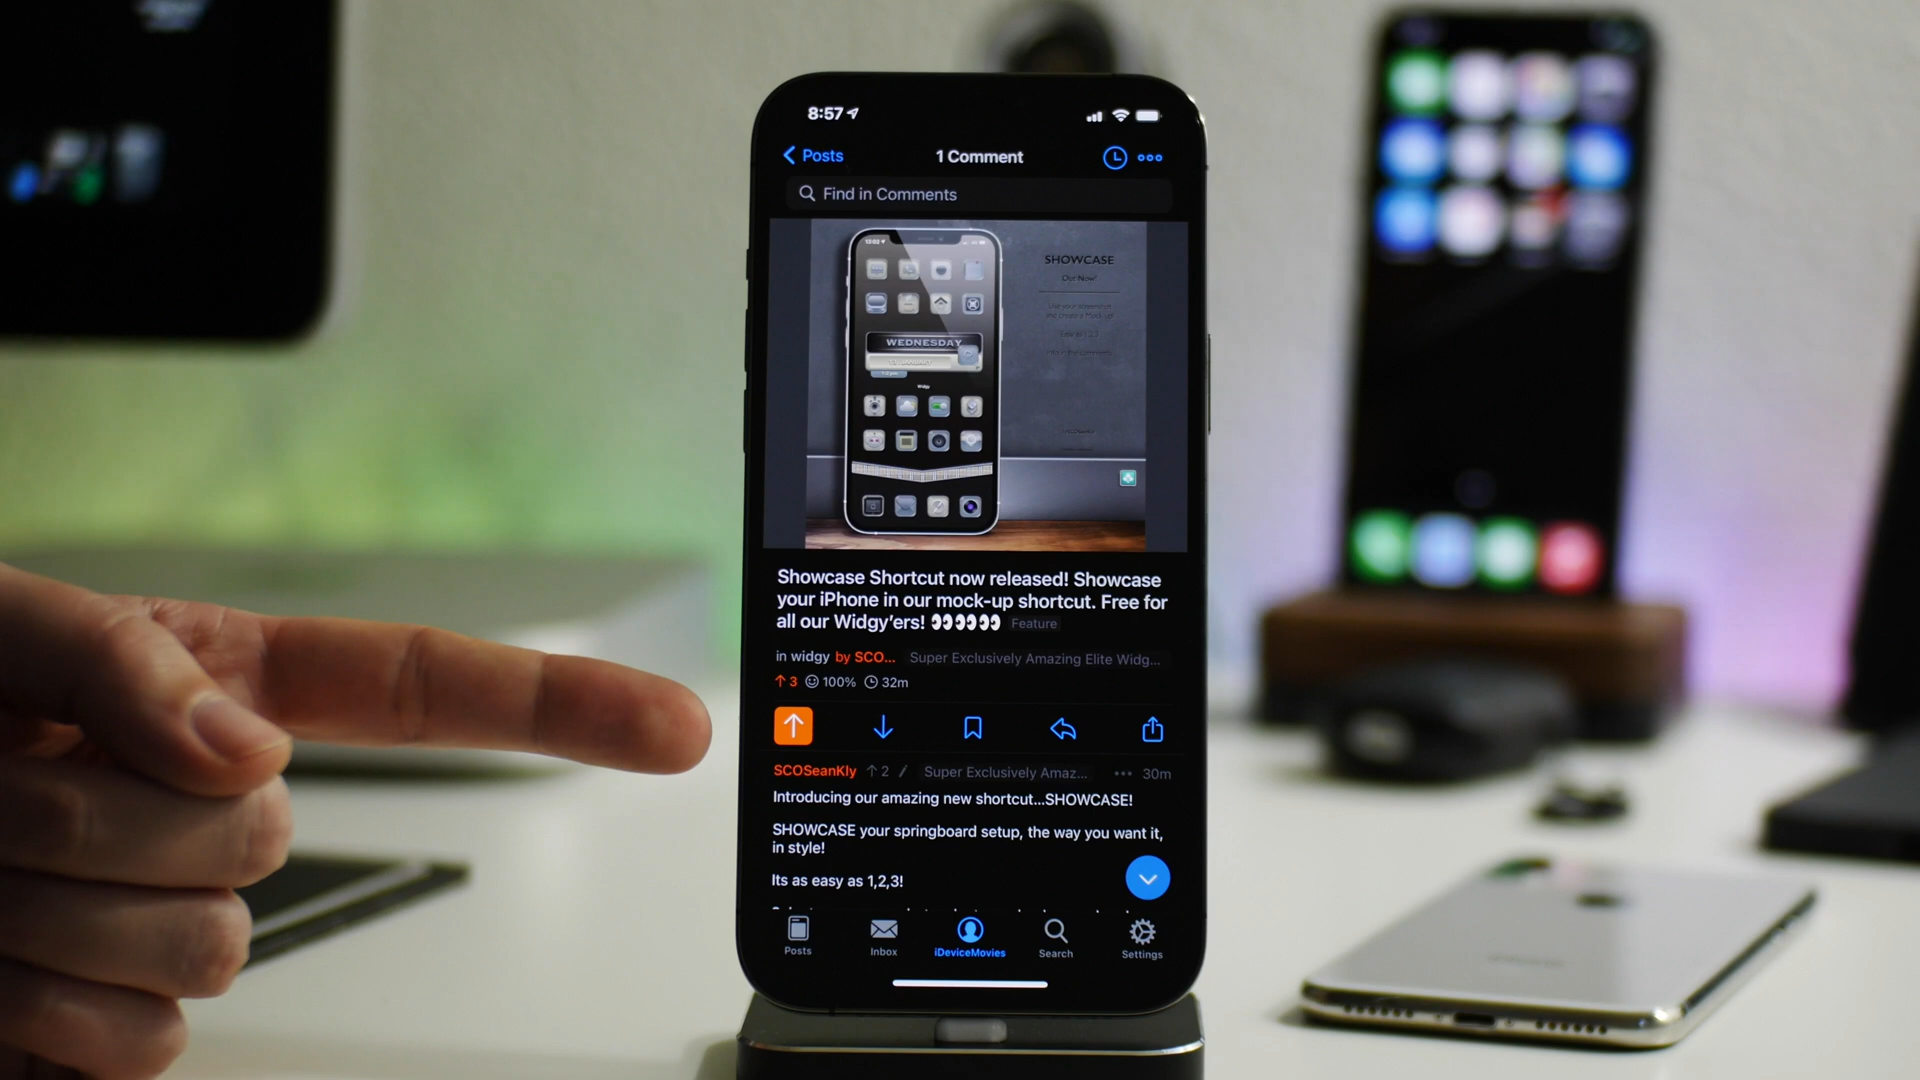 8:57
Posts
1 Comment
Find in Comments
SHOWCASE
Out Now!
WEDNESDAY
Showcase Shortcut now released! Showcase
your iPhone in our mock-up shortcut. Free for
all our Widgy'ers! 👀👀👀 Feature
in widgy by SCO... Super Exclusively Amazing Elite Widg...
3 100% 32m
SCOSeanKly 2 Super Exclusively Amaz... 30m
Introducing our amazing new shortcut...SHOWCASE!
SHOWCASE your springboard setup, the way you want it,
in style!
Its as easy as 1,2,3!
Posts Inbox iDeviceMovies Search Settings